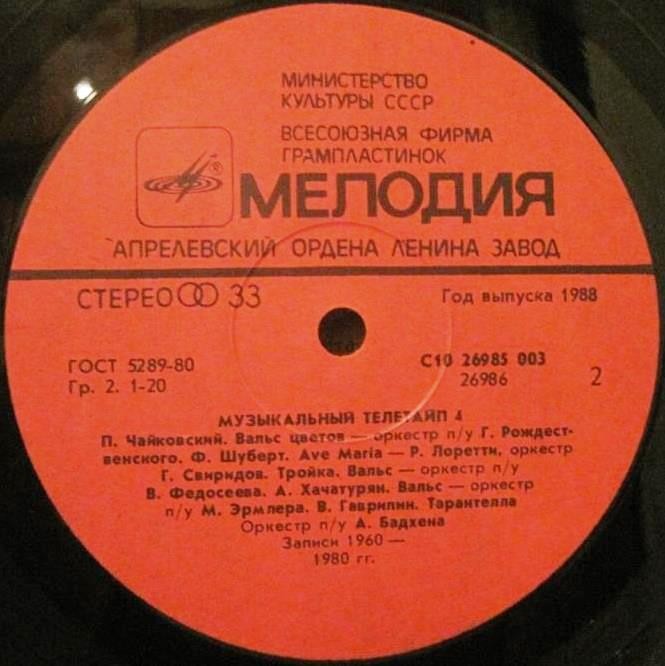 МИНИСТЕРСТВО
КУЛЬТУРЫ СССР
ВСЕСОЮЗНАЯ ФИРМА
ГРАМПЛАСТИНОК
®
МЕЛОДИЯ
АПРЕЛЕВСКИЙ ОРДЕНА ЛЕНИНА ЗАВОД
СТЕРЕО 33
Год выпуска 1988
ГОСТ 5289-80
Гр. 2. 1-20
С10 26985 003
26986
2
МУЗЫКАЛЬНЫЙ ТЕЛЕТАЙП 4
П. Чайковский. Вальс цветов — оркестр п/у Г. Рождест-
венского. Ф. Шуберт. Ave Maria — Р. Лоретти, оркестр
Г. Свиридов. Тройка. Вальс — оркестр п/у
В. Федосеева. А. Хачатурян. Вальс — оркестр
п/у М. Эрмлера. В. Гаврилин. Тарантелла
Оркестр п/у А. Бадхена
Записи 1960—
1980 гг.